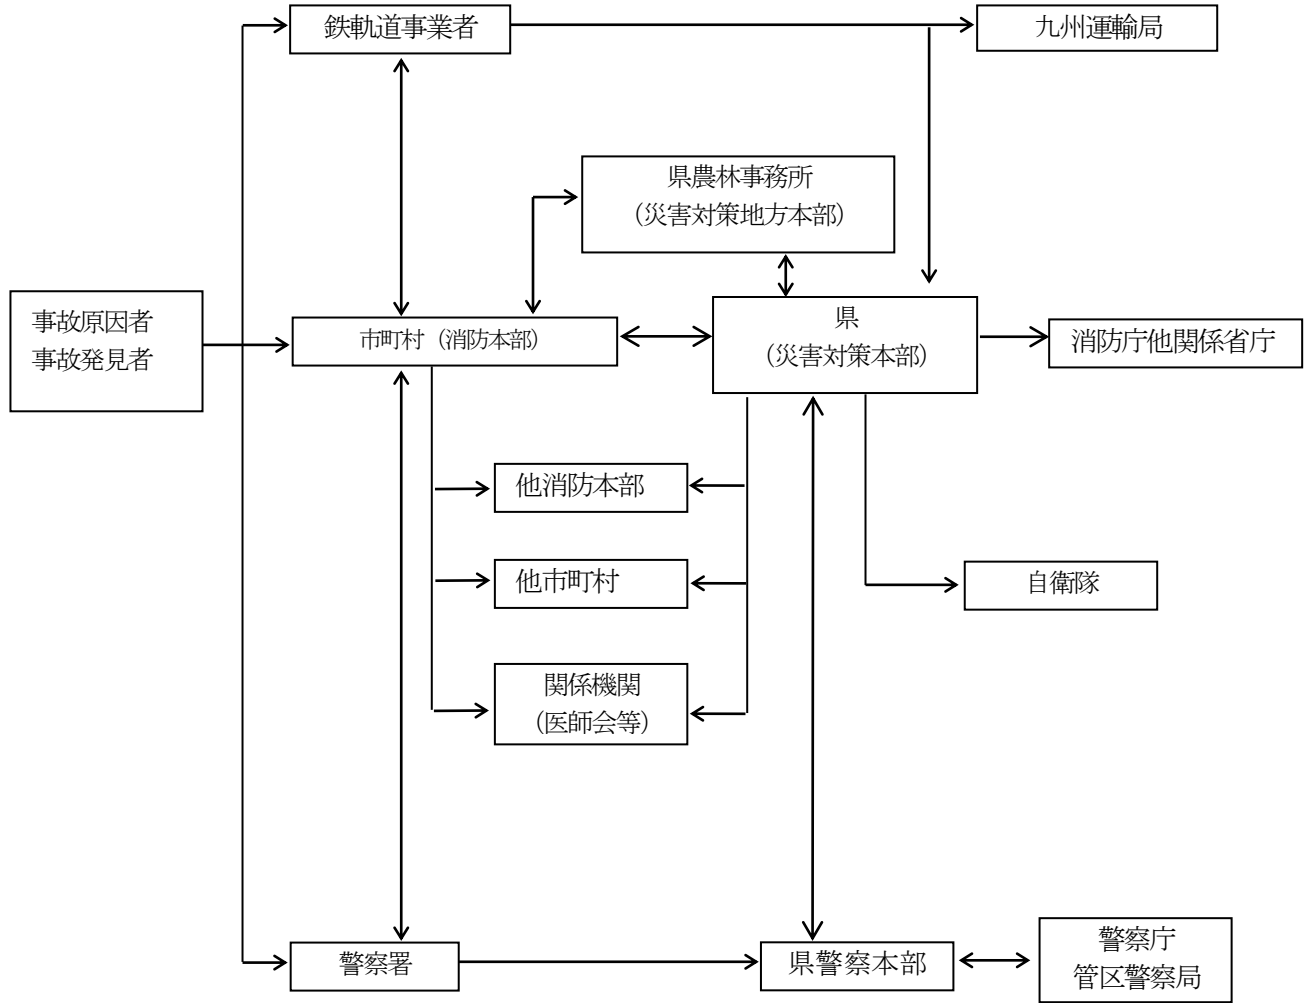 鉄軌道事業者
九州運輸局
県農林事務所
（災害対策地方本部）
事故原因者
事故発見者
市町村（消防本部）
県
（災害対策本部）
消防庁他関係省庁
他消防本部
他市町村
自衛隊
関係機関
（医師会等）
警察署
県警察本部
警察庁
管区警察局